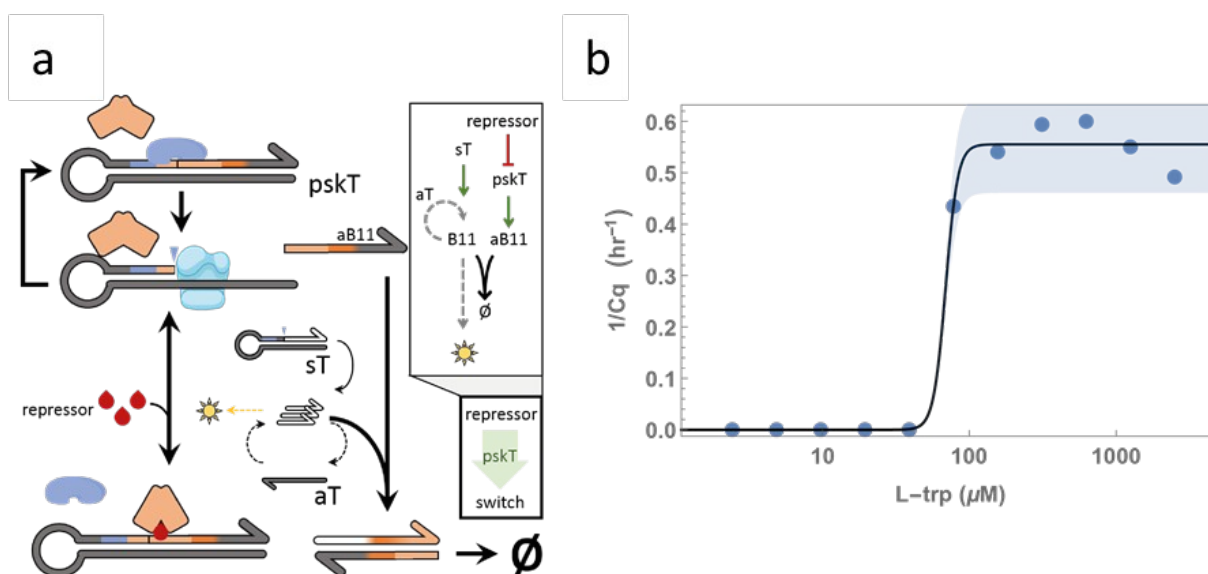 a
pskT
aB11
repressor
sT
aT
repressor
sT
pskT
aT
B11
aB11
Ø
repressor
pskT
switch
Ø
b
1/Cq (hr⁻¹)
0.6
0.5
0.4
0.3
0.2
0.1
0.0
10
100
1000
L-trp (μM)